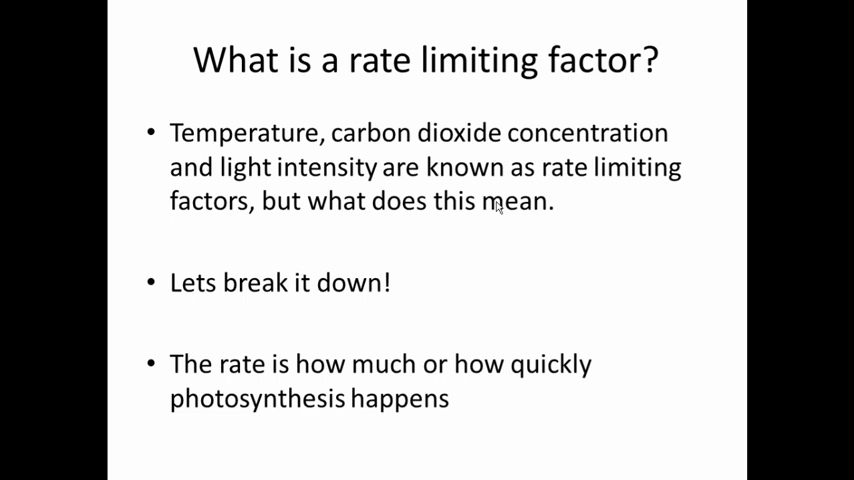 What is a rate limiting factor?
• Temperature, carbon dioxide concentration
and light intensity are known as rate limiting
factors, but what does this mean.
• Lets break it down!
• The rate is how much or how quickly
photosynthesis happens